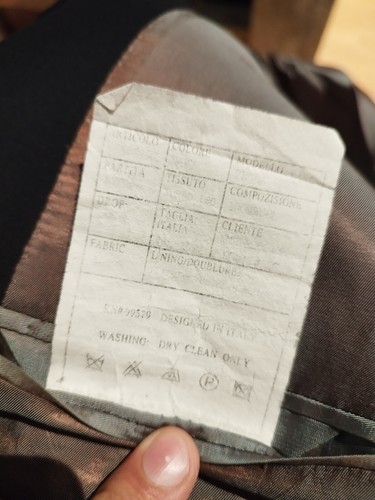 ARTICOLO COLORE MODELLO
PARTITA TESSUTO COMPOSIZIONE
DROP TAGLIA ITALIA CLIENTE
FABRIC LINING/DOUBLURE
DESIGNED IN ITALY
WASHING: DRY CLEAN ONLY
P